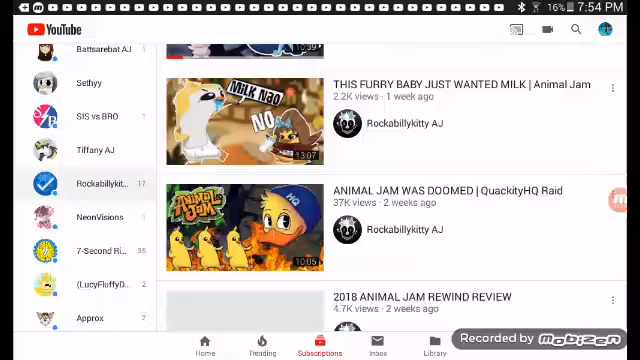 16% 7:54 PM
YouTube
Battsarebat AJ 1
10:39
Sethyy
SIS vs BRO 1
Tiffany AJ
Rockabillykit... 17
NeonVisions
7-Second Ri... 35
(LucyFluffyD...
Approx
MILK NAO
NO
13:07
THIS FURRY BABY JUST WANTED MILK | Animal Jam
2.2K views · 1 week ago
Rockabillykitty AJ
ANIMAL JAM
HQ
10:05
ANIMAL JAM WAS DOOMED | QuackityHQ Raid
37K views · 2 weeks ago
Rockabillykitty AJ
2018 ANIMAL JAM REWIND REVIEW
4.7K views · 2 weeks ago
Home Trending Subscriptions Inbox Library
Recorded by MOBIZEN